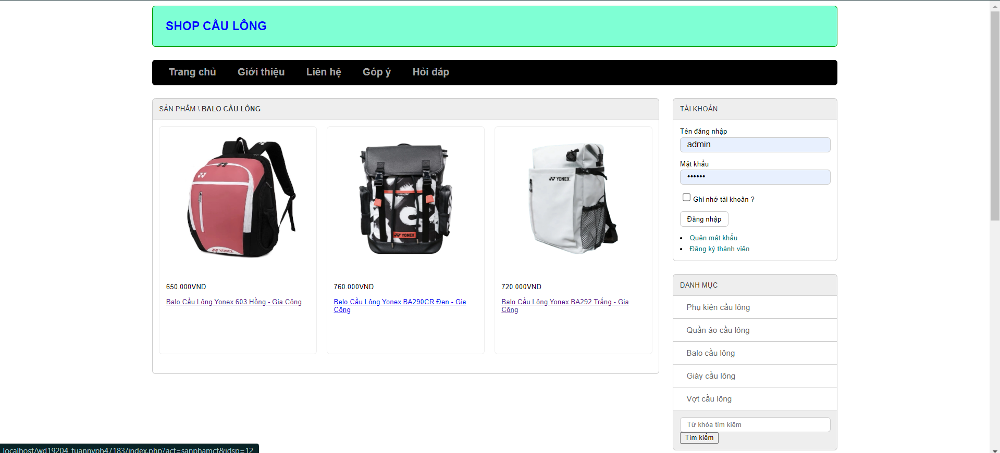 SHOP CẦU LÔNG
Trang chủ Giới thiệu Liên hệ Góp ý Hỏi đáp
SẢN PHẨM \ BALO CẦU LÔNG
YONEX
YONEX
YONEX
650.000VND
760.000VND
720.000VND
Balo Cầu Lông Yonex 603 Hồng - Gia Công
Balo Cầu Lông Yonex BA290CR Đen - Gia
Công
Balo Cầu Lông Yonex BA292 Trắng - Gia
Công
TÀI KHOẢN
Tên đăng nhập
admin
Mật khẩu
••••••
Ghi nhớ tài khoản ?
Đăng nhập
Quên mật khẩu
Đăng ký thành viên
DANH MỤC
Phụ kiện cầu lông
Quần áo cầu lông
Balo cầu lông
Giày cầu lông
Vợt cầu lông
Từ khóa tìm kiếm
Tìm kiếm
localhost/wd19204_tuannvph47183/index.php?act=sanphamct&idsp=12